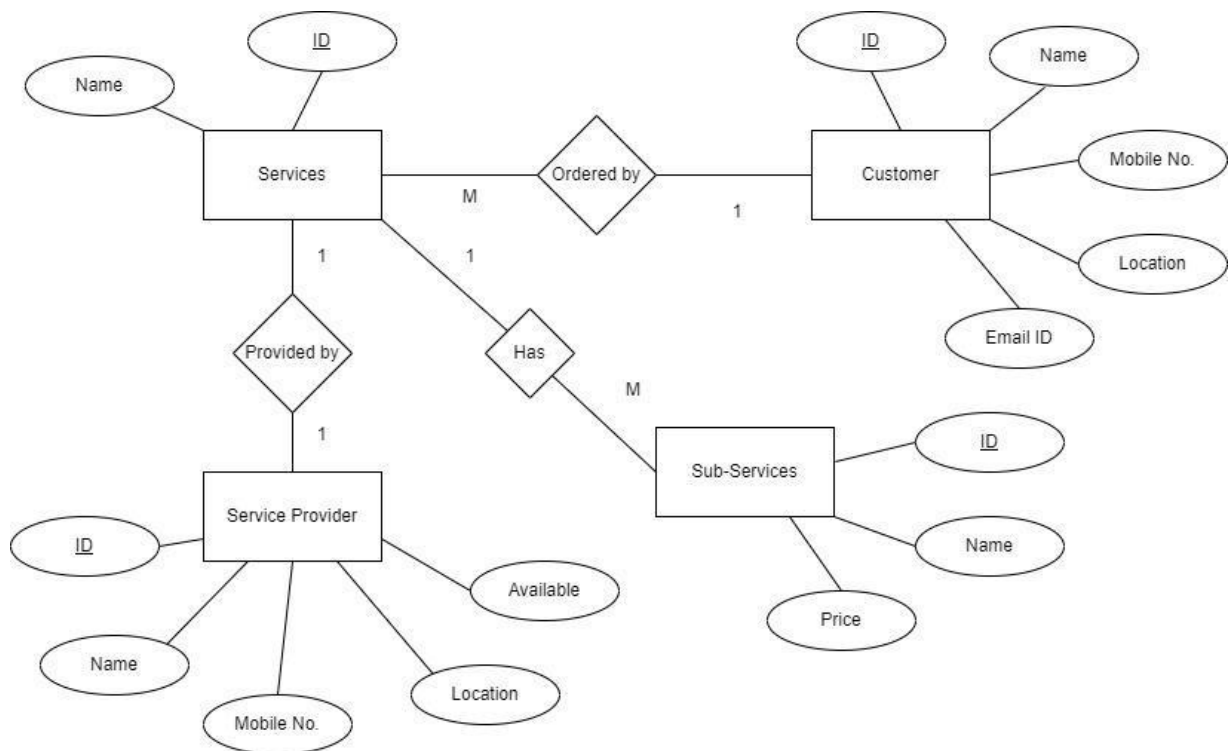 ID
ID
Name
Name
Mobile No.
Services
Ordered by
Customer
M
1
1
1
Location
Email ID
Provided by
Has
M
1
ID
Sub-Services
Service Provider
ID
Name
Available
Price
Name
Location
Mobile No.